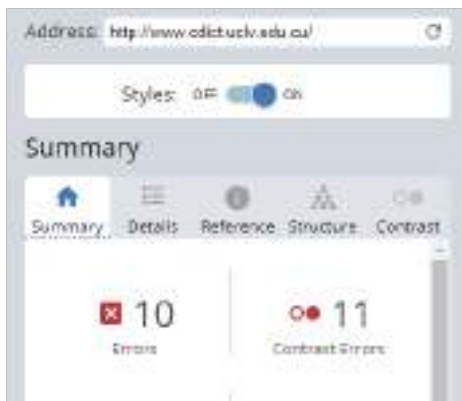 Address: http://www.cdict.uclv.edu.cu/
Styles: OFF ON
Summary
Summary Details Reference Structure Contrast
10 11
Errors Contrast Errors